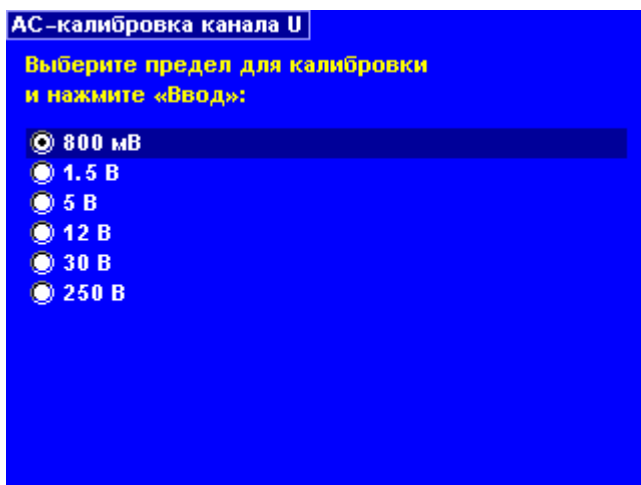 АС-калибровка канала U
Выберите предел для калибровки
и нажмите «Ввод»:
800 мВ
1.5 В
5 В
12 В
30 В
250 В